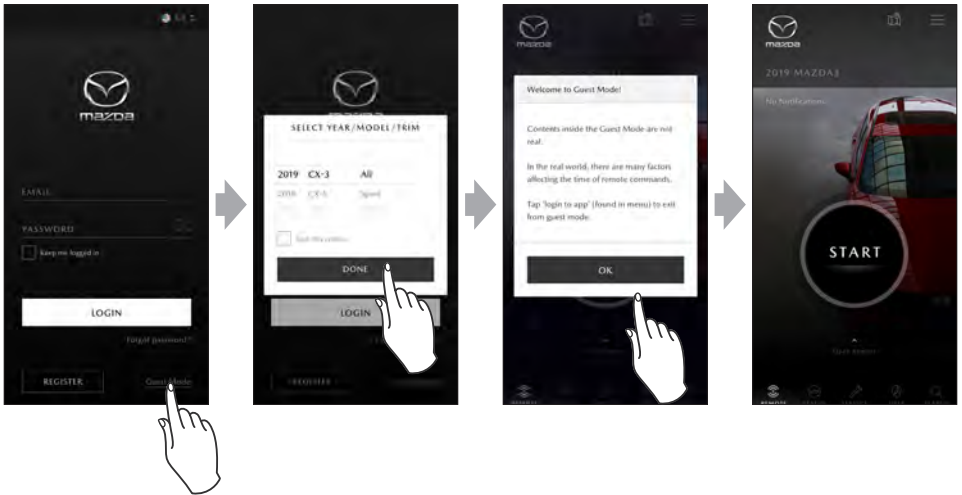 mazda
EMAIL
PASSWORD
Keep me logged in
LOGIN
Forgot password?
REGISTER
Guest Mode
mazda
SELECT YEAR/MODEL/TRIM
2019 CX-3 All
DONE
LOGIN
REGISTER
mazda
Welcome to Guest Mode!
Contents inside the Guest Mode are not
real.
In the real world, there are many factors
affecting the time of remote commands.
Tap 'login to app' (found in menu) to exit
from guest mode.
OK
mazda
2019 MAZDA3
No Notifications
START
REMOTE
STATUS
SEARCH